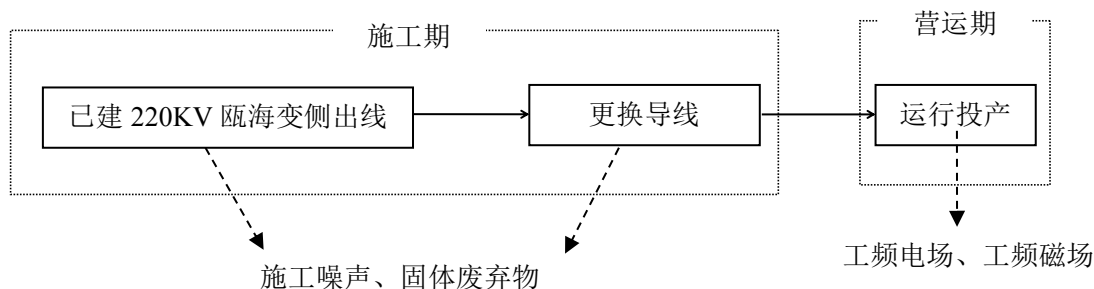 施工期
营运期
已建 220KV 瓯海变侧出线
更换导线
运行投产
施工噪声、固体废弃物
工频电场、工频磁场